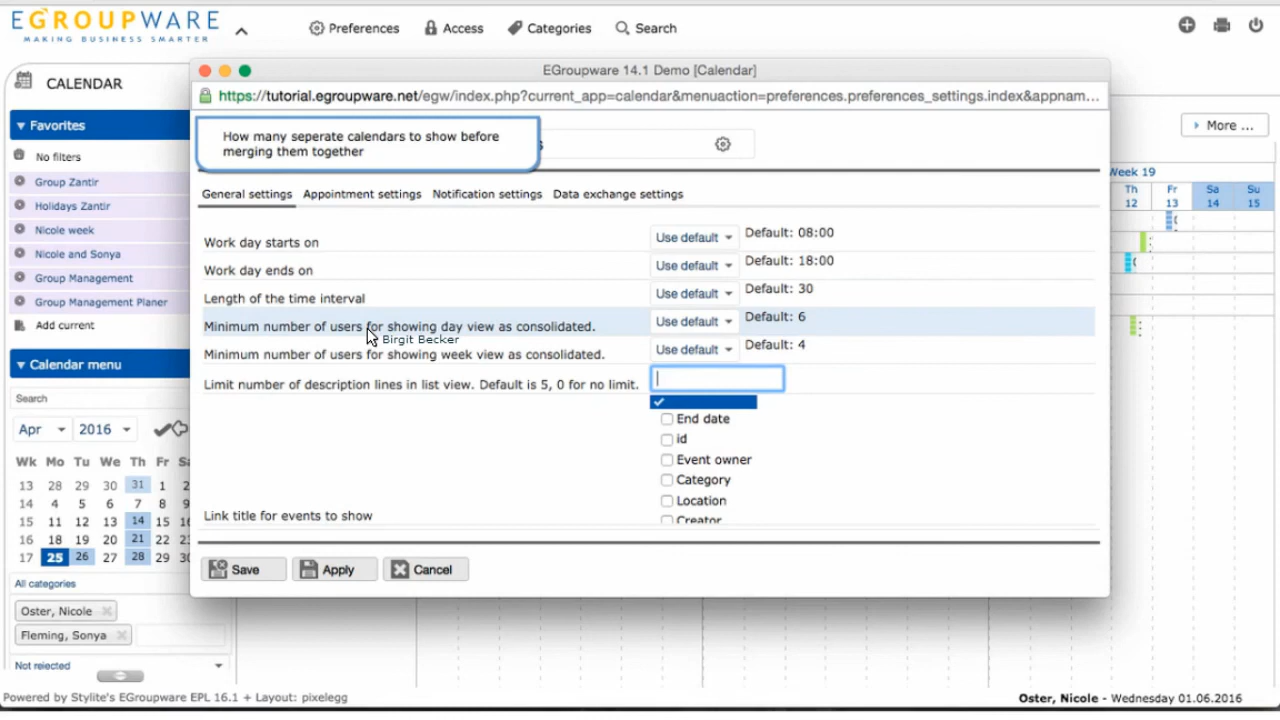 EGROUPWARE
MAKING BUSINESS SMARTER
Preferences
Access
Categories
Search
CALENDAR
EGroupware 14.1 Demo [Calendar]
https://tutorial.egroupware.net/egw/index.php?current_app=calendar&menuaction=preferences.preferences_settings.index&appnam...
How many seperate calendars to show before
merging them together
More ...
Favorites
No filters
Group Zantir
Holidays Zantir
Nicole week
Nicole and Sonya
Group Management
Group Management Planer
Add current
General settings Appointment settings Notification settings Data exchange settings
Week 19
Th Fr Sa Su
12 13 14 15
Work day starts on Use default Default: 08:00
Work day ends on Use default Default: 18:00
Length of the time interval Use default Default: 30
Minimum number of users for showing day view as consolidated. Use default Default: 6
Birgit Becker
Minimum number of users for showing week view as consolidated. Use default Default: 4
Limit number of description lines in list view. Default is 5, 0 for no limit.
End date
id
Event owner
Category
Location
Creator
Link title for events to show
Save Apply Cancel
Calendar menu
Search
Apr 2016
Wk Mo Tu We Th Fr Sa
13 28 29 30 31 1 2
14 4 5 6 7 8 9
15 11 12 13 14 15 16
16 18 19 20 21 22 23
17 25 26 27 28 29 30
All categories
Oster, Nicole
Fleming, Sonya
Not rejected
Powered by Stylite's EGroupware EPL 16.1 + Layout: pixelegg
Oster, Nicole - Wednesday 01.06.2016